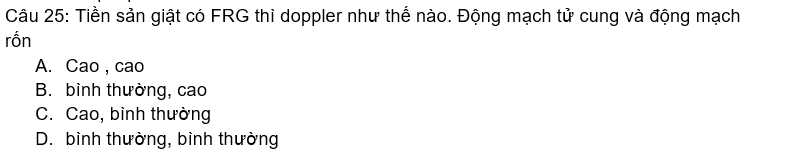 Câu 25: Tiền sản giật có FRG thì doppler như thế nào. Động mạch tử cung và động mạch
rốn
A. Cao , cao
B. bình thường, cao
C. Cao, bình thường
D. bình thường, bình thường